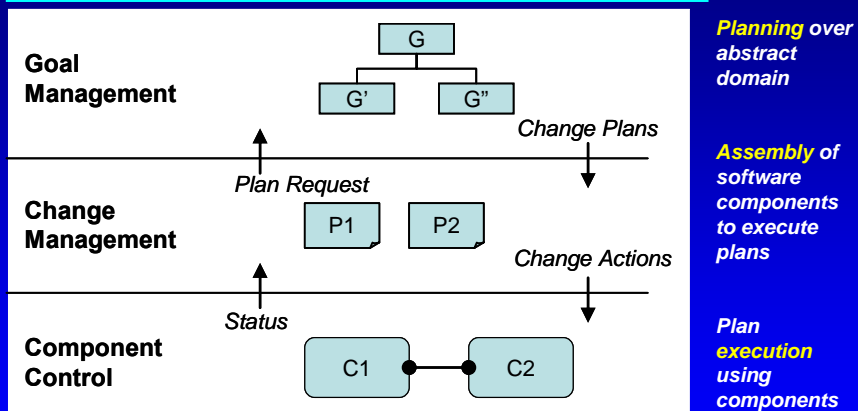 Goal
Management
G
G'
G"
Change Plans
Plan Request
Change
Management
P1
P2
Change Actions
Status
Component
Control
C1
C2
Planning over
abstract
domain
Assembly of
software
components
to execute
plans
Plan
execution
using
components